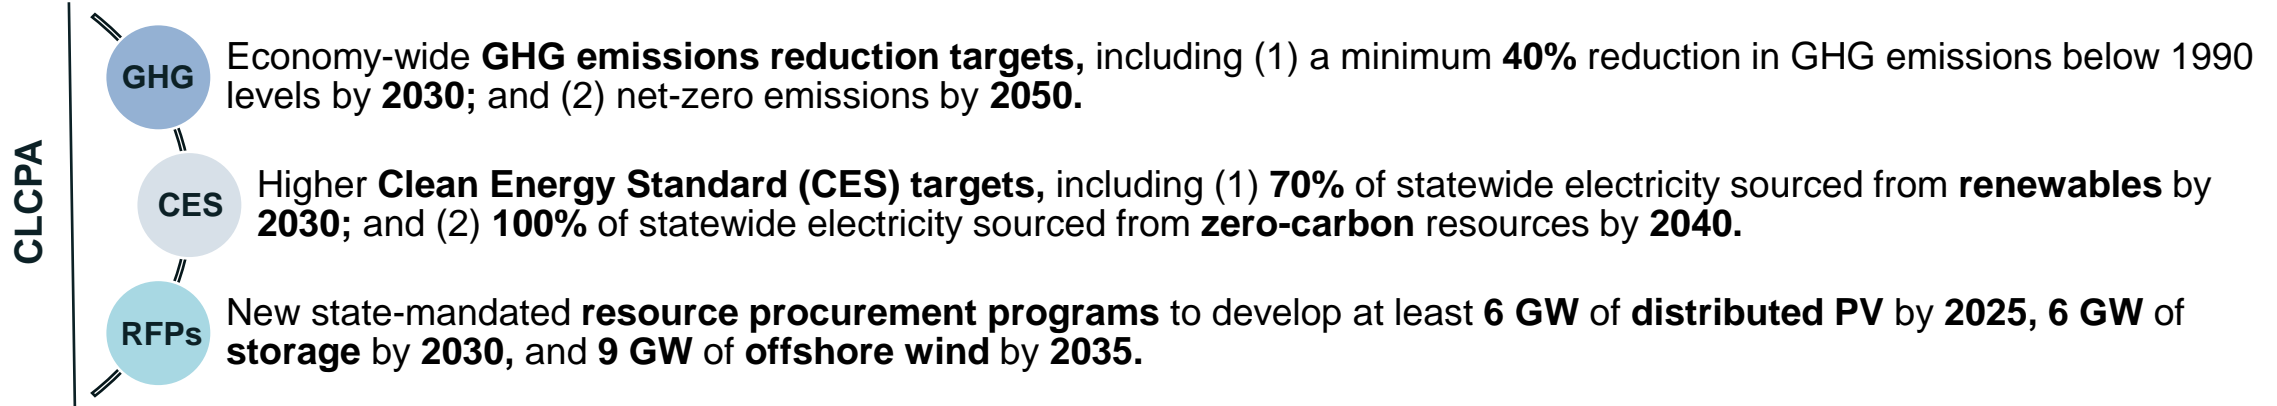 CLCPA
GHG
Economy-wide GHG emissions reduction targets, including (1) a minimum 40% reduction in GHG emissions below 1990
levels by 2030; and (2) net-zero emissions by 2050.
CES
Higher Clean Energy Standard (CES) targets, including (1) 70% of statewide electricity sourced from renewables by
2030; and (2) 100% of statewide electricity sourced from zero-carbon resources by 2040.
RFPs
New state-mandated resource procurement programs to develop at least 6 GW of distributed PV by 2025, 6 GW of
storage by 2030, and 9 GW of offshore wind by 2035.